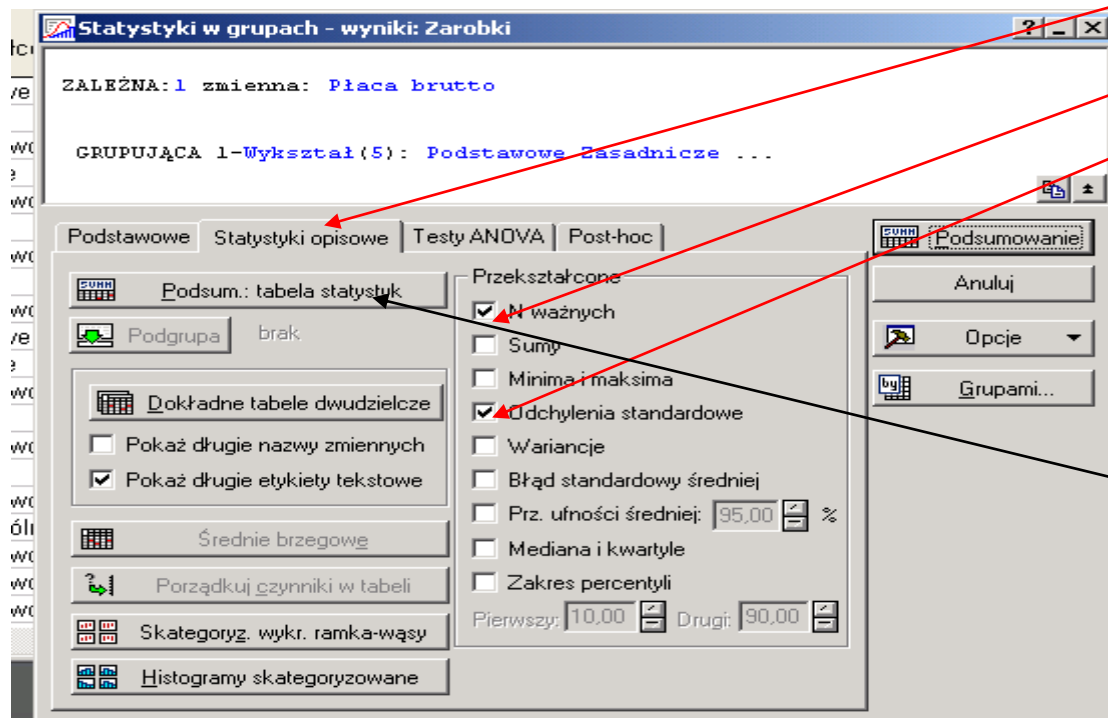 Statystyki w grupach - wyniki: Zarobki
ZALEŻNA:1 zmienna: Płaca brutto
GRUPUJĄCA 1-Wykształ(5): Podstawowe Zasadnicze ...
Podstawowe Statystyki opisowe Testy ANOVA Post-hoc
Podsum.: tabela statystyk
Podgrupa brak
Dokładne tabele dwudzielcze
Pokaż długie nazwy zmiennych
Pokaż długie etykiety tekstowe
Średnie brzegowe
Porządkuj czynniki w tabeli
Skategoryz. wykr. ramka-wąsy
Histogramy skategoryzowane
Przekształcone
N ważnych
Sumy
Minima i maksima
Odchylenia standardowe
Wariancje
Błąd standardowy średniej
Prz. ufności średniej: 95,00 %
Mediana i kwartyle
Zakres percentyli
Pierwszy: 10,00 Drugi: 90,00
SUMM Podsumowanie
Anuluj
Opcje
by Grupami...